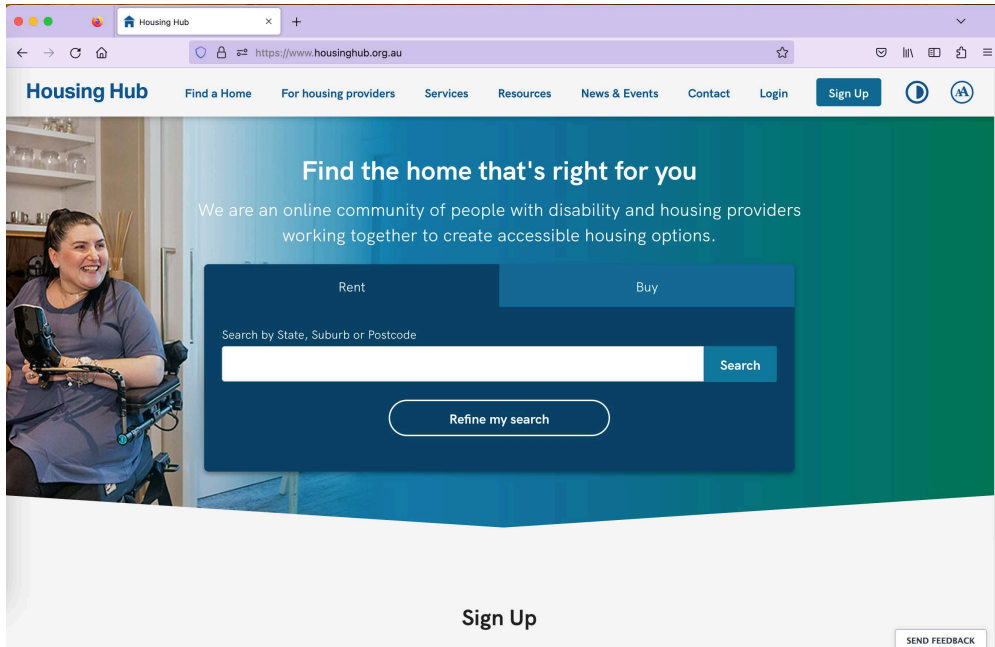 Housing Hub
https://www.housinghub.org.au
Housing Hub
Find a Home
For housing providers
Services
Resources
News & Events
Contact
Login
Sign Up
AA
Find the home that's right for you
We are an online community of people with disability and housing providers
working together to create accessible housing options.
Rent
Buy
Search by State, Suburb or Postcode
Search
Refine my search
Sign Up
SEND FEEDBACK